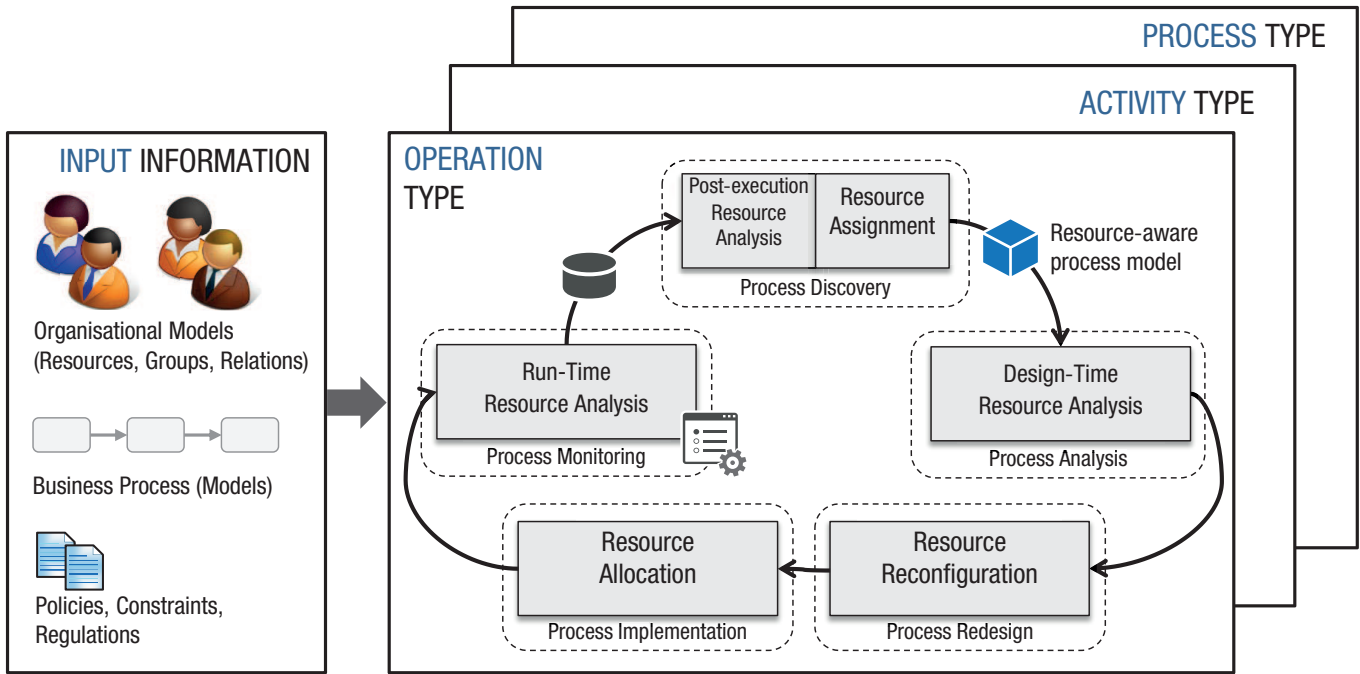 PROCESS TYPE
ACTIVITY TYPE
INPUT INFORMATION
Organisational Models
(Resources, Groups, Relations)
Business Process (Models)
Policies, Constraints,
Regulations
OPERATION
TYPE
Post-execution
Resource
Analysis
Resource
Assignment
Process Discovery
Resource-aware
process model
Run-Time
Resource Analysis
Process Monitoring
Design-Time
Resource Analysis
Process Analysis
Resource
Allocation
Process Implementation
Resource
Reconfiguration
Process Redesign